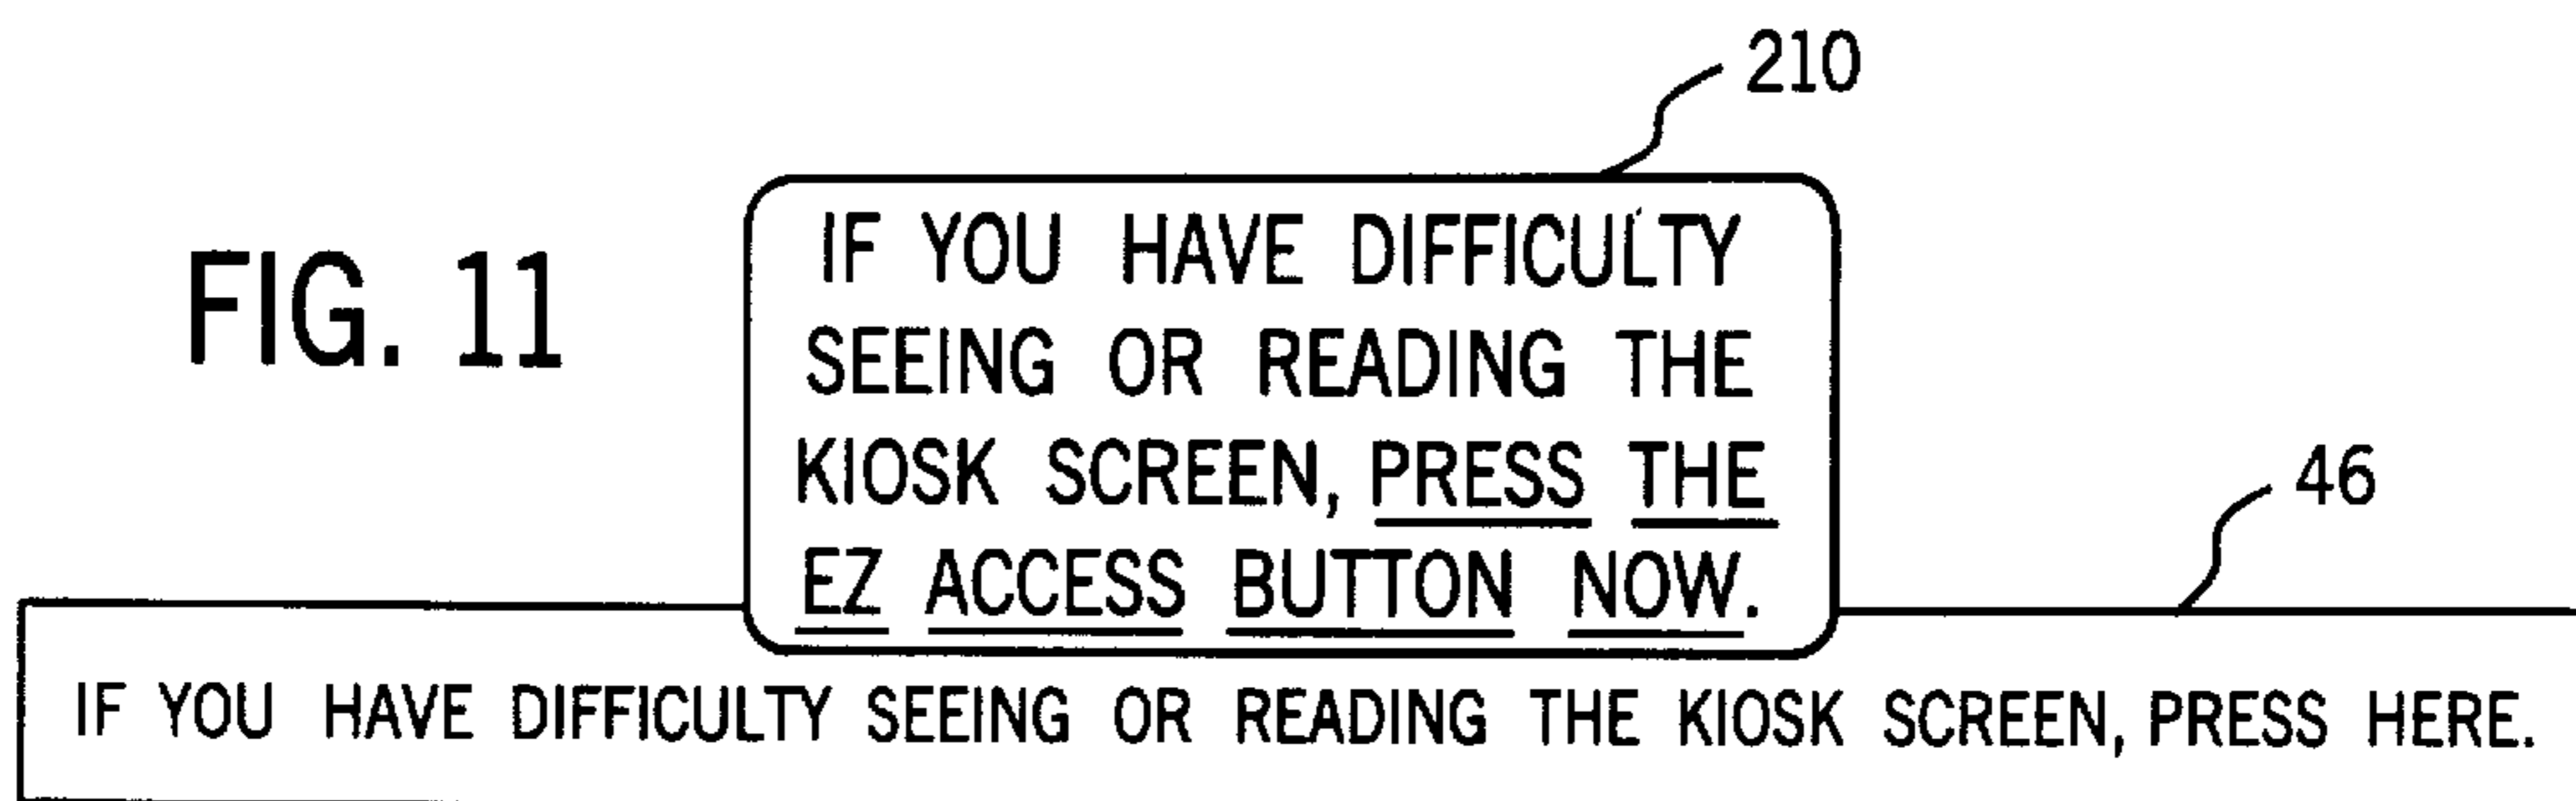 210
FIG. 11
IF YOU HAVE DIFFICULTY
SEEING OR READING THE
KIOSK SCREEN, PRESS THE
EZ ACCESS BUTTON NOW.
46
IF YOU HAVE DIFFICULTY SEEING OR READING THE KIOSK SCREEN, PRESS HERE.